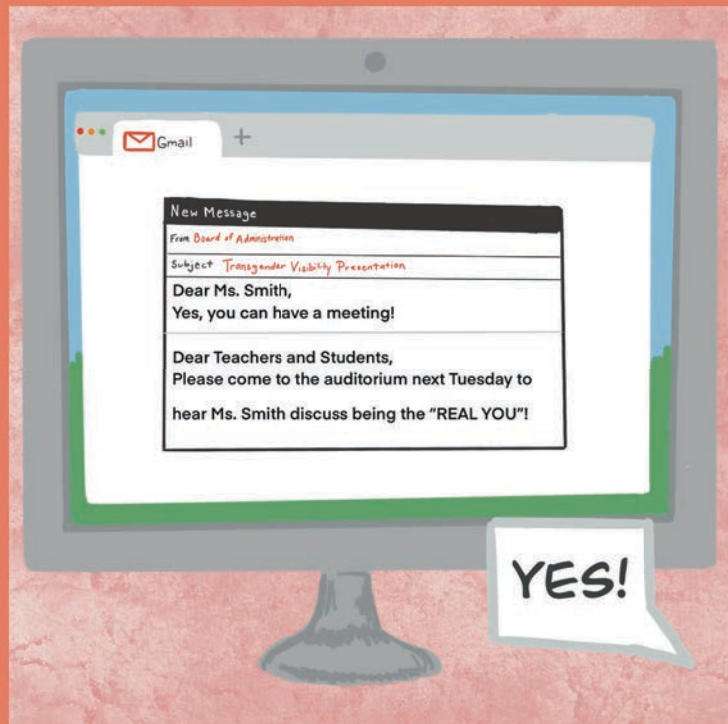 Gmail +
New Message
From Board of Administration
Subject Transgender Visibility Presentation
Dear Ms. Smith,
Yes, you can have a meeting!
Dear Teachers and Students,
Please come to the auditorium next Tuesday to
hear Ms. Smith discuss being the “REAL YOU”!
YES!